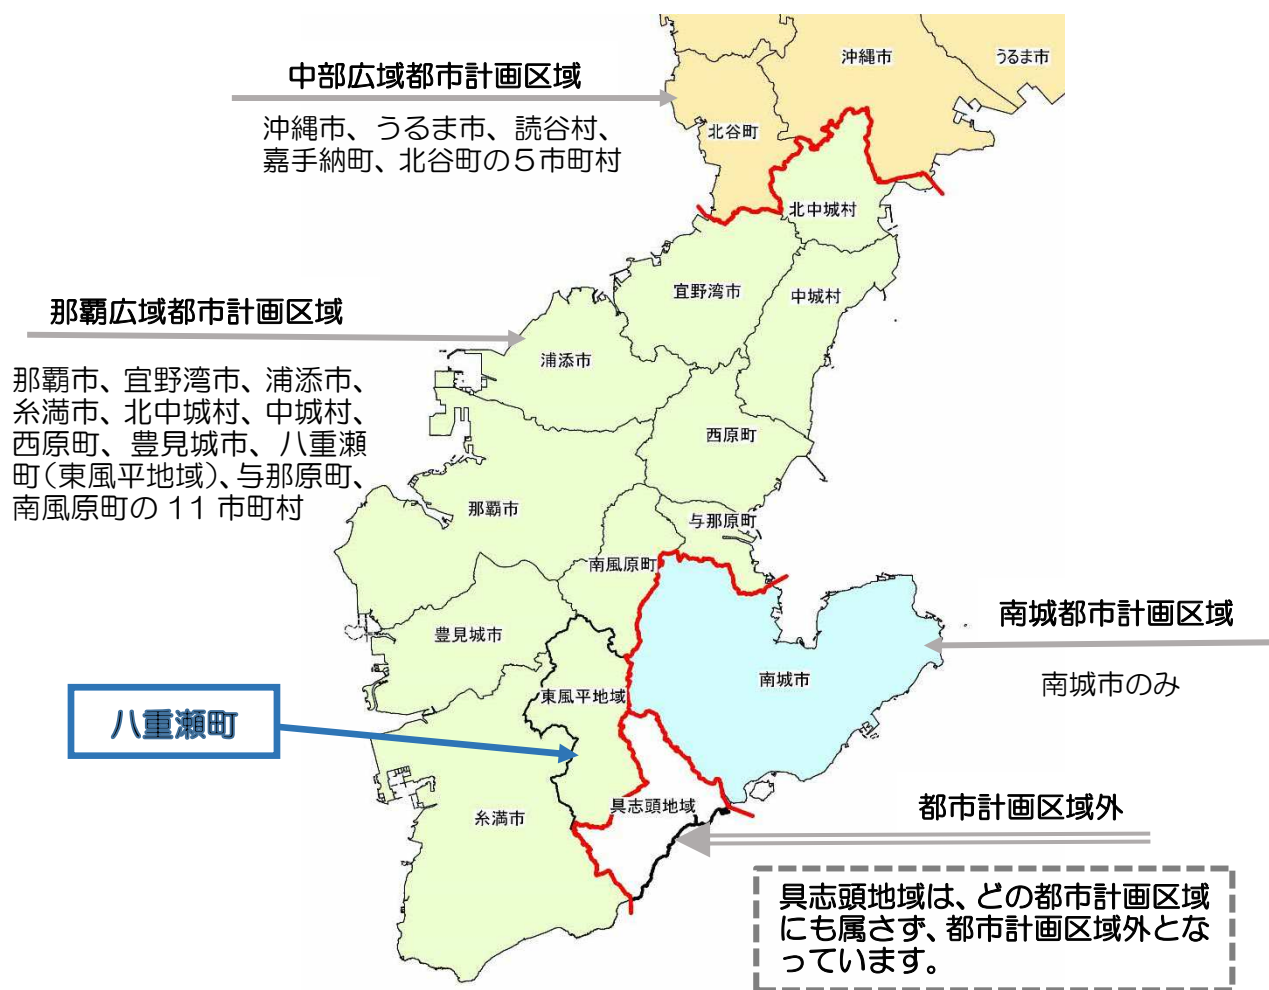 沖縄市
うるま市
中部広域都市計画区域
沖縄市、うるま市、読谷村、
嘉手納町、北谷町の5市町村
北谷町
北中城村
宜野湾市
中城村
那覇広域都市計画区域
浦添市
那覇市、宜野湾市、浦添市、
糸満市、北中城村、中城村、
西原町、豊見城市、八重瀬
町(東風平地域)、与那原町、
南風原町の 11 市町村
西原町
那覇市
与那原町
南風原町
南城都市計画区域
豊見城市
南城市
南城市のみ
東風平地域
八重瀬町
具志頭地域
都市計画区域外
糸満市
具志頭地域は、どの都市計画区域
にも属さず、都市計画区域外とな
っています。